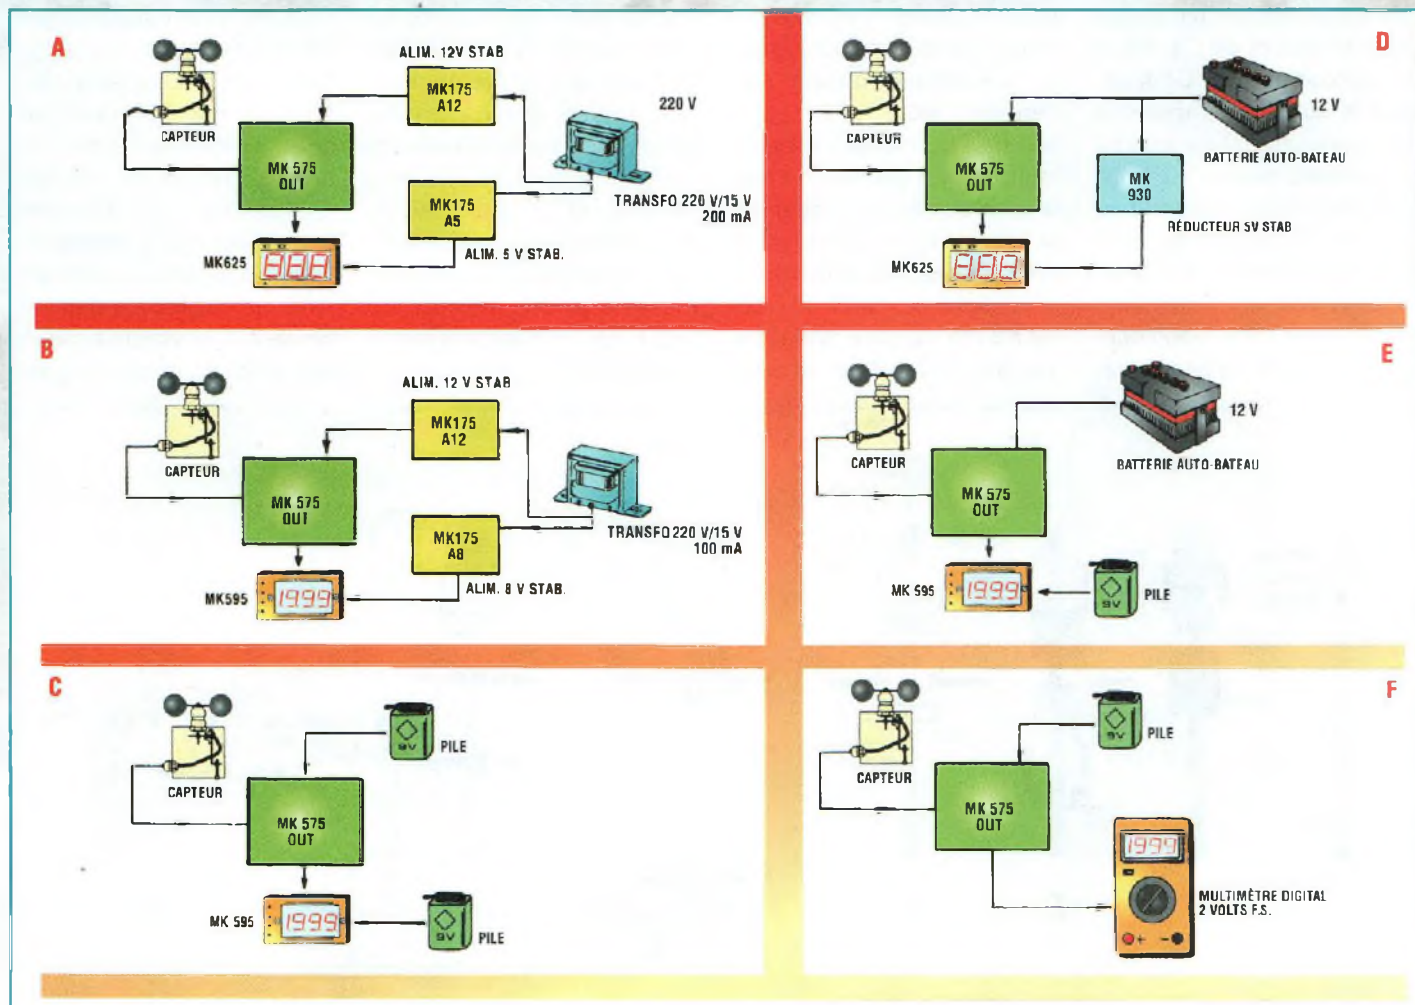 A
ALIM. 12V STAB
MK175
A12
220 V
CAPTEUR
MK 575
OUT
MK175
A5
TRANSFO 220 V/15 V
200 mA
ALIM. 5 V STAB.
MK625
888
D
12 V
BATTERIE AUTO-BATEAU
CAPTEUR
MK 575
OUT
MK
930
RÉDUCTEUR 5V STAB
MK625
888
B
ALIM. 12 V STAB
MK175
A12
CAPTEUR
MK 575
OUT
MK175
A8
TRANSFO 220 V/15 V
100 mA
ALIM. 8 V STAB.
MK595
1999
E
12 V
BATTERIE AUTO-BATEAU
CAPTEUR
MK 575
OUT
MK 595
1999
9V
PILE
C
9V
PILE
CAPTEUR
MK 575
OUT
MK 595
1999
9V
PILE
F
9V
PILE
CAPTEUR
MK 575
OUT
1999
MULTIMÈTRE DIGITAL
2 VOLTS F.S.
+ -